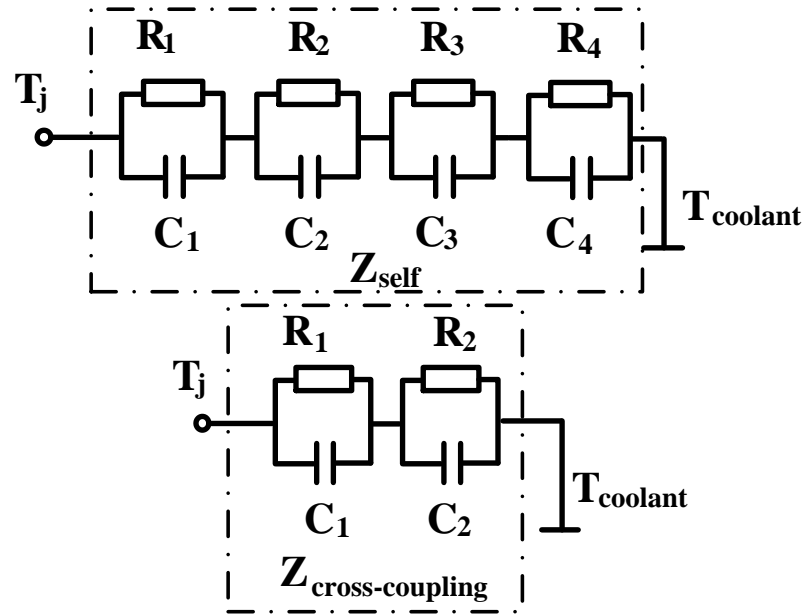 R1 R2 R3 R4
Tj
C1 C2 C3 C4
Tcoolant
Zself
R1 R2
Tj
C1 C2
Tcoolant
Zcross-coupling